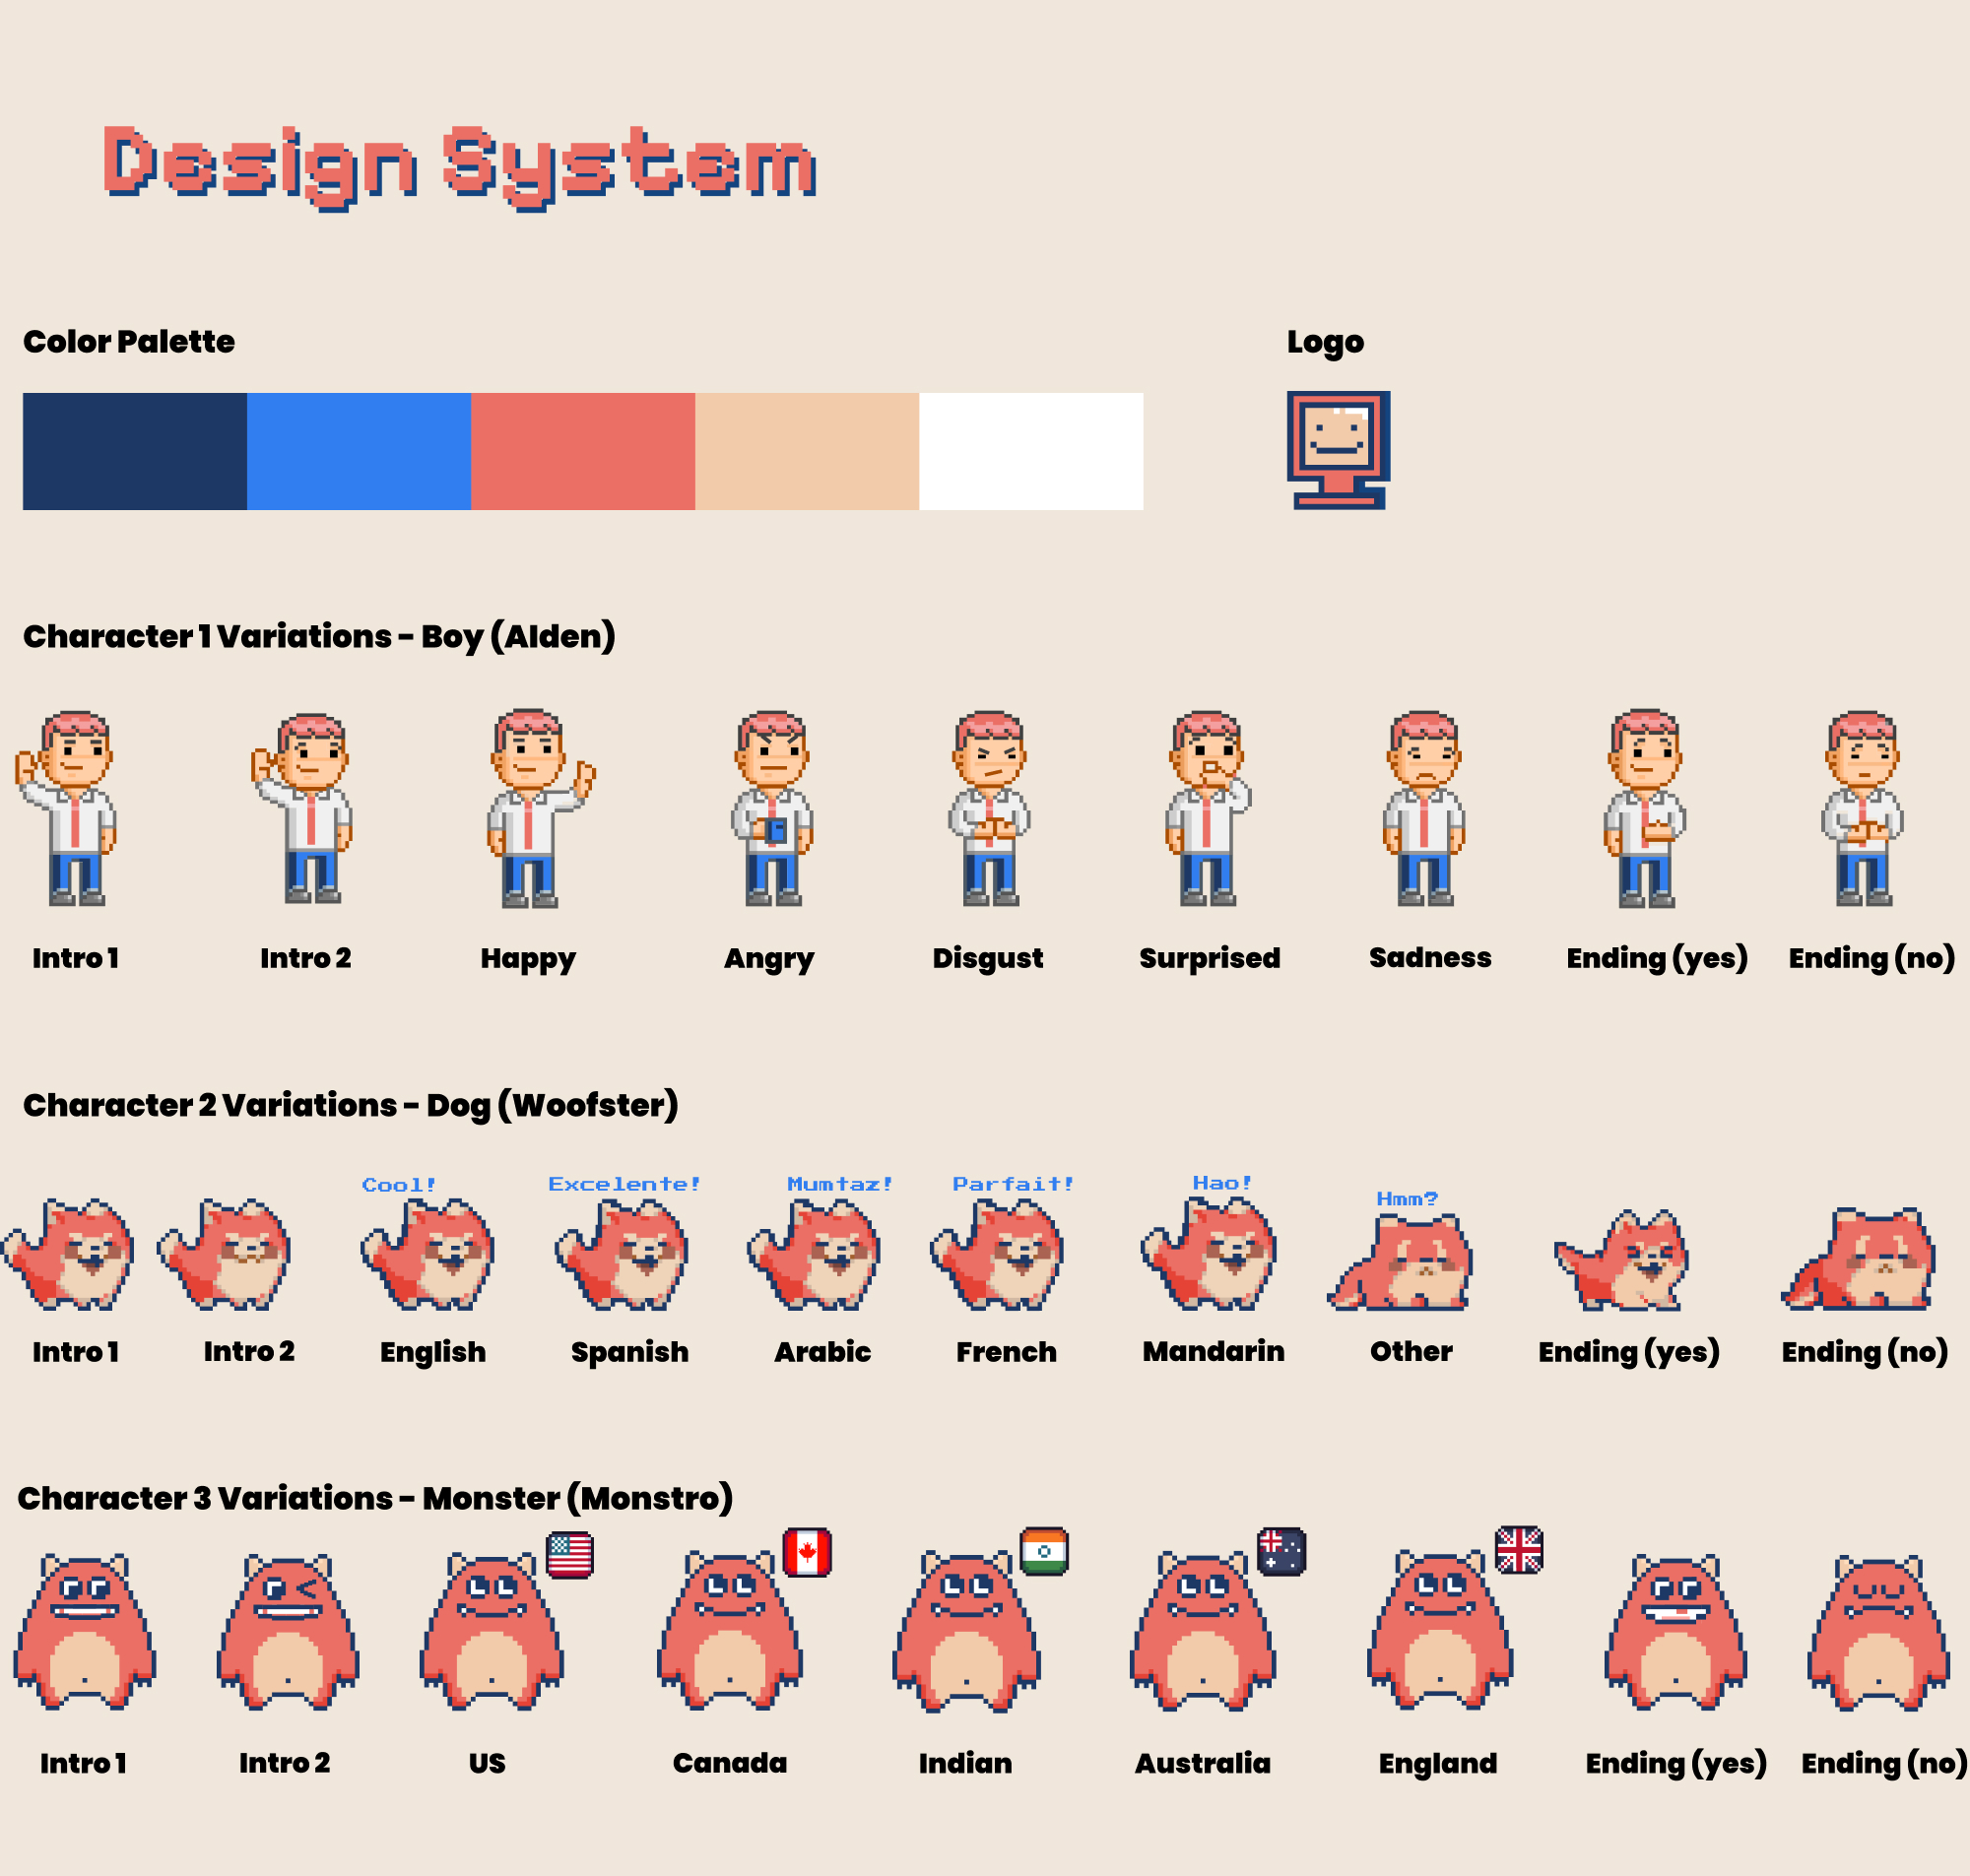 Design System
Color Palette
Logo
Character 1 Variations - Boy (AIden)
Intro 1
Intro 2
Happy
Angry
Disgust
Surprised
Sadness
Ending (yes)
Ending (no)
Character 2 Variations - Dog (Woofster)
Cool!
Excelente!
Mumtaz!
Parfait!
Hao!
Hmm?
Intro 1
Intro 2
English
Spanish
Arabic
French
Mandarin
Other
Ending (yes)
Ending (no)
Character 3 Variations - Monster (Monstro)
Intro 1
Intro 2
US
Canada
Indian
Australia
England
Ending (yes)
Ending (no)